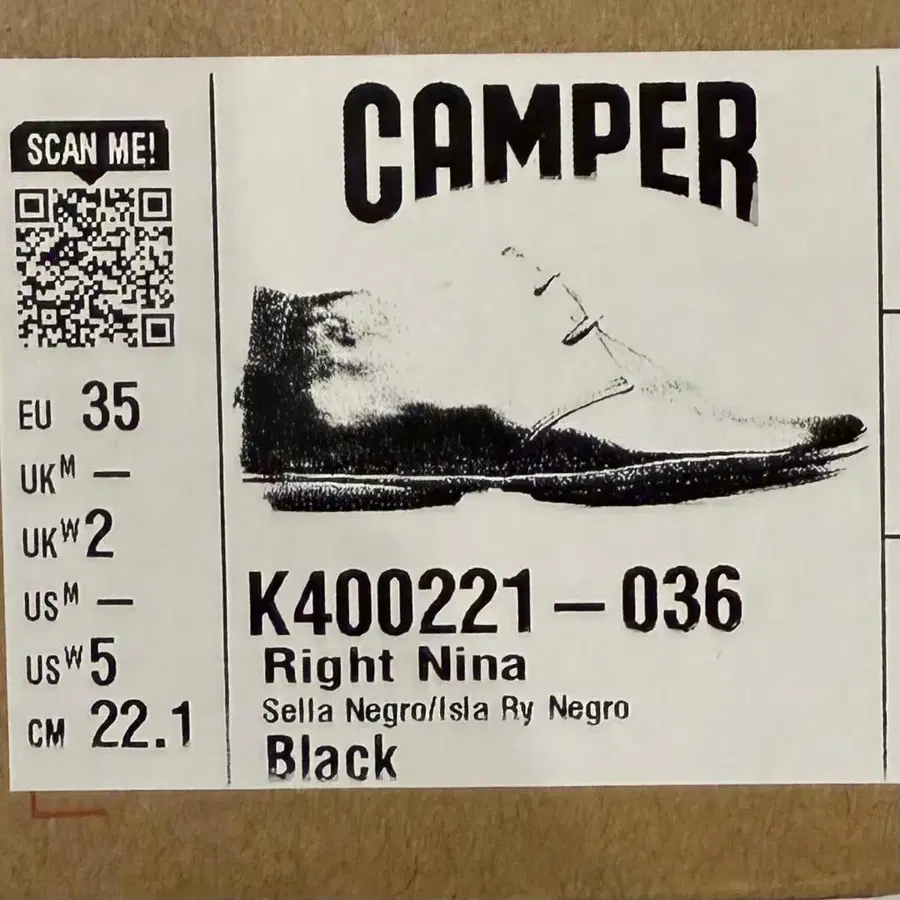 SCAN ME!
EU 35
UKM —
UKW 2
USM —
USW 5
CM 22.1
CAMPER
K400221-036
Right Nina
Sella Negro/Isla Ry Negro
Black